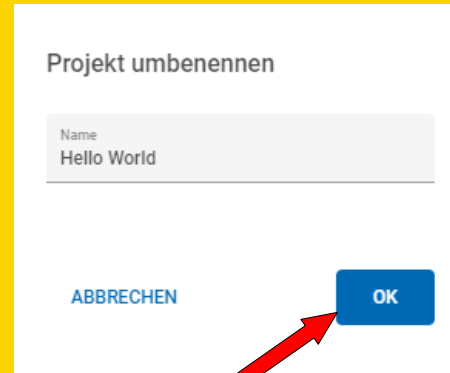 Projekt umbenennen
Name
Hello World
ABBRECHEN
OK